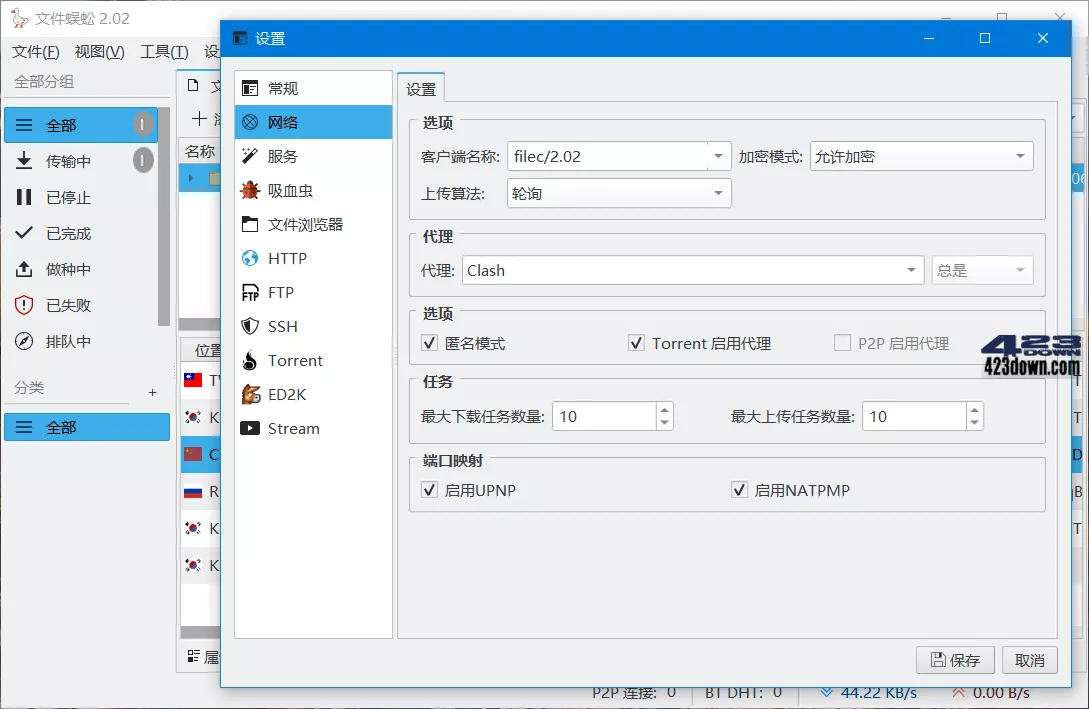 文件蜈蚣 2.02
文件(F) 视图(V) 工具(T) 设
全部分组
全部
传输中
已停止
已完成
做种中
已失败
排队中
分类 +
全部
名称
位置
T
K
C
R
K
K
设置
常规
网络
服务
吸血虫
文件浏览器
HTTP
FTP
SSH
Torrent
ED2K
Stream
设置
选项
客户端名称: filec/2.02 加密模式: 允许加密
上传算法: 轮询
代理
代理: Clash 总是
选项
匿名模式 Torrent 启用代理 P2P 启用代理
任务
最大下载任务数量: 10 最大上传任务数量: 10
端口映射
启用UPNP 启用NATPMP
保存 取消
423DOWN
423down.com
P2P 连接: 0 BT DHT: 0 44.22 KB/s 0.00 B/s